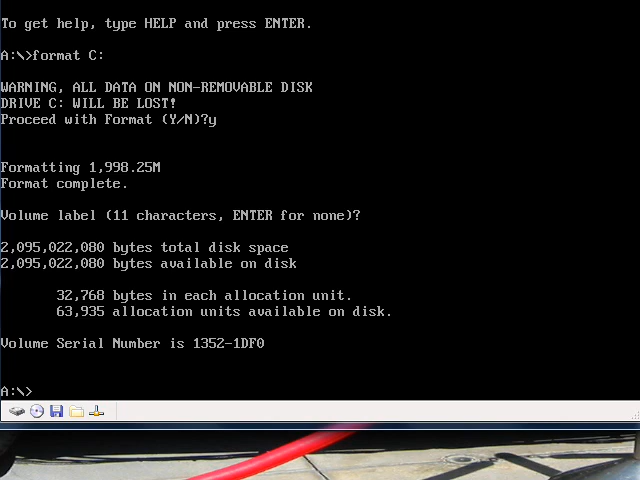 To get help, type HELP and press ENTER.
A:\>format C:
WARNING, ALL DATA ON NON-REMOVABLE DISK
DRIVE C: WILL BE LOST!
Proceed with Format (Y/N)?y
Formatting 1,998.25M
Format complete.
Volume label (11 characters, ENTER for none)?
2,095,022,080 bytes total disk space
2,095,022,080 bytes available on disk
32,768 bytes in each allocation unit.
63,935 allocation units available on disk.
Volume Serial Number is 1352-1DF0
A:\>